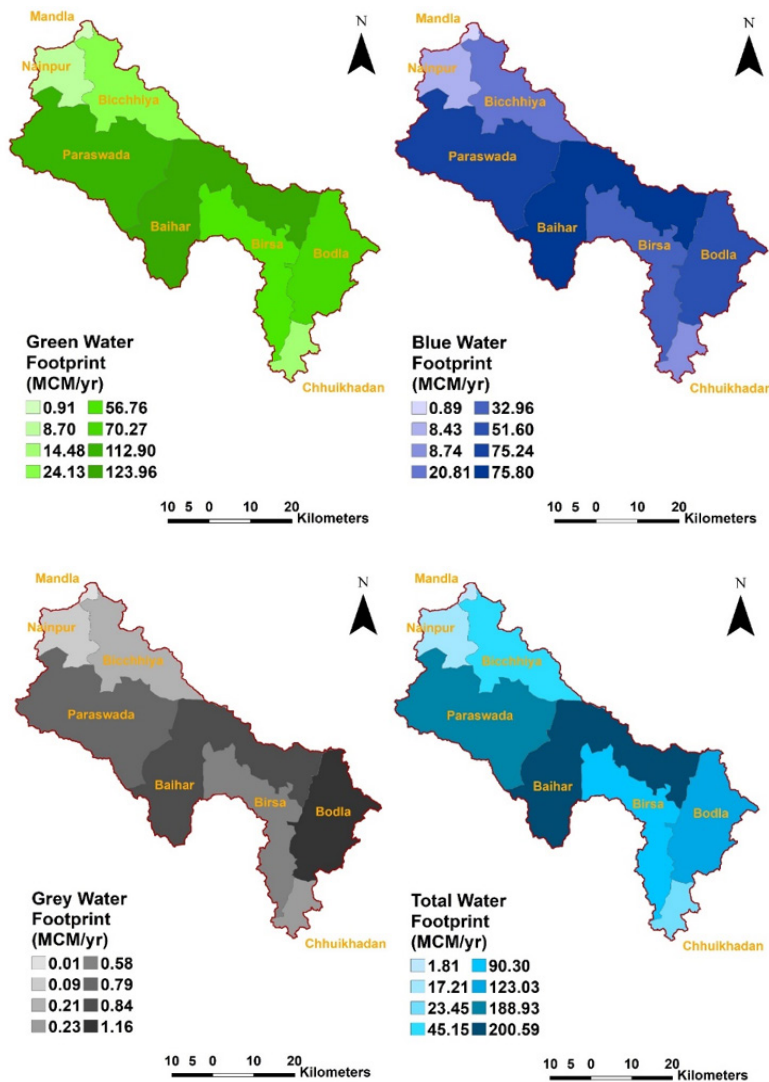 Mandla
N
Nainpur
Bicchhiya
Paraswada
Baihar
Birsa
Bodla
Chhuikhadan
Green Water
Footprint
(MCM/yr)
0.91 56.76
8.70 70.27
14.48 112.90
24.13 123.96
10 5 0 10 20
Kilometers
Mandla
N
Nainpur
Bicchhiya
Paraswada
Baihar
Birsa
Bodla
Chhuikhadan
Blue Water
Footprint
(MCM/yr)
0.89 32.96
8.43 51.60
8.74 75.24
20.81 75.80
10 5 0 10 20
Kilometers
Mandla
N
Nainpur
Bicchhiya
Paraswada
Baihar
Birsa
Bodla
Chhuikhadan
Grey Water
Footprint
(MCM/yr)
0.01 0.58
0.09 0.79
0.21 0.84
0.23 1.16
10 5 0 10 20
Kilometers
Mandla
N
Nainpur
Bicchhiya
Paraswada
Baihar
Birsa
Bodla
Chhuikhadan
Total Water
Footprint
(MCM/yr)
1.81 90.30
17.21 123.03
23.45 188.93
45.15 200.59
10 5 0 10 20
Kilometers